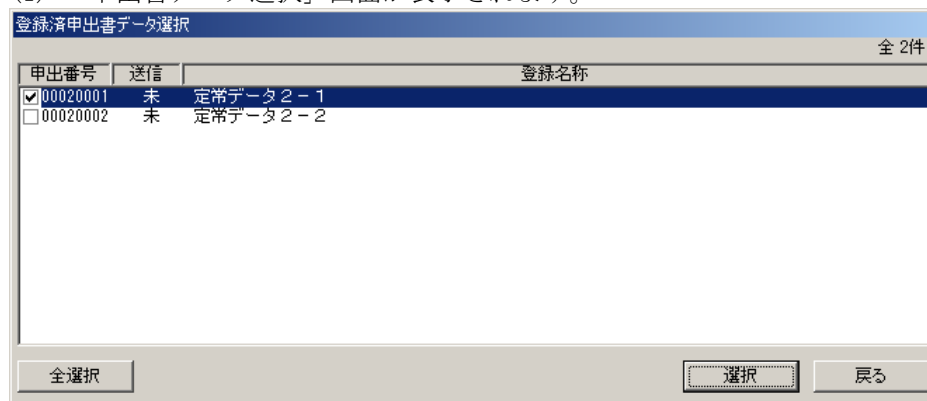 登録済申出書データ選択
全 2件
申出番号 送信 登録名称
00020001 未 定常データ2－1
00020002 未 定常データ2－2
全選択 選択 戻る